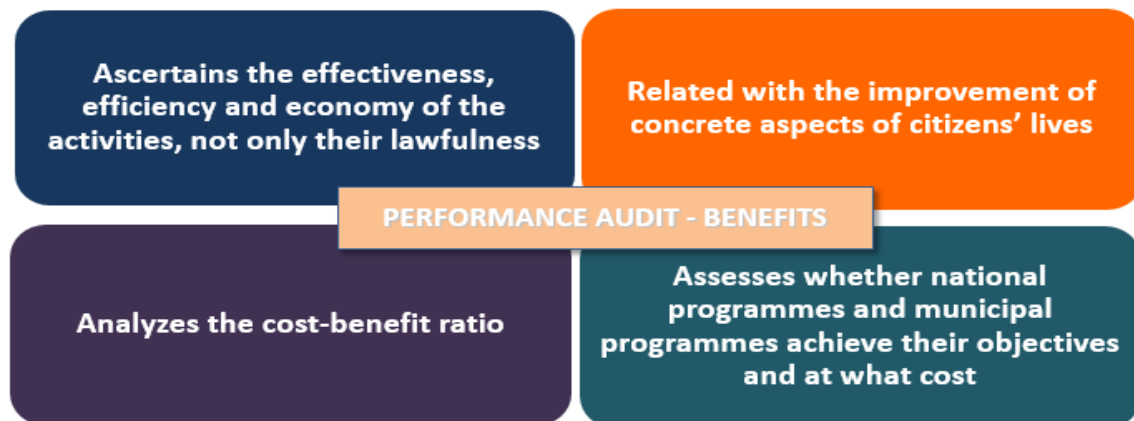 Ascertains the effectiveness,
efficiency and economy of the
activities, not only their lawfulness
Related with the improvement of
concrete aspects of citizens’ lives
PERFORMANCE AUDIT - BENEFITS
Analyzes the cost-benefit ratio
Assesses whether national
programmes and municipal
programmes achieve their objectives
and at what cost